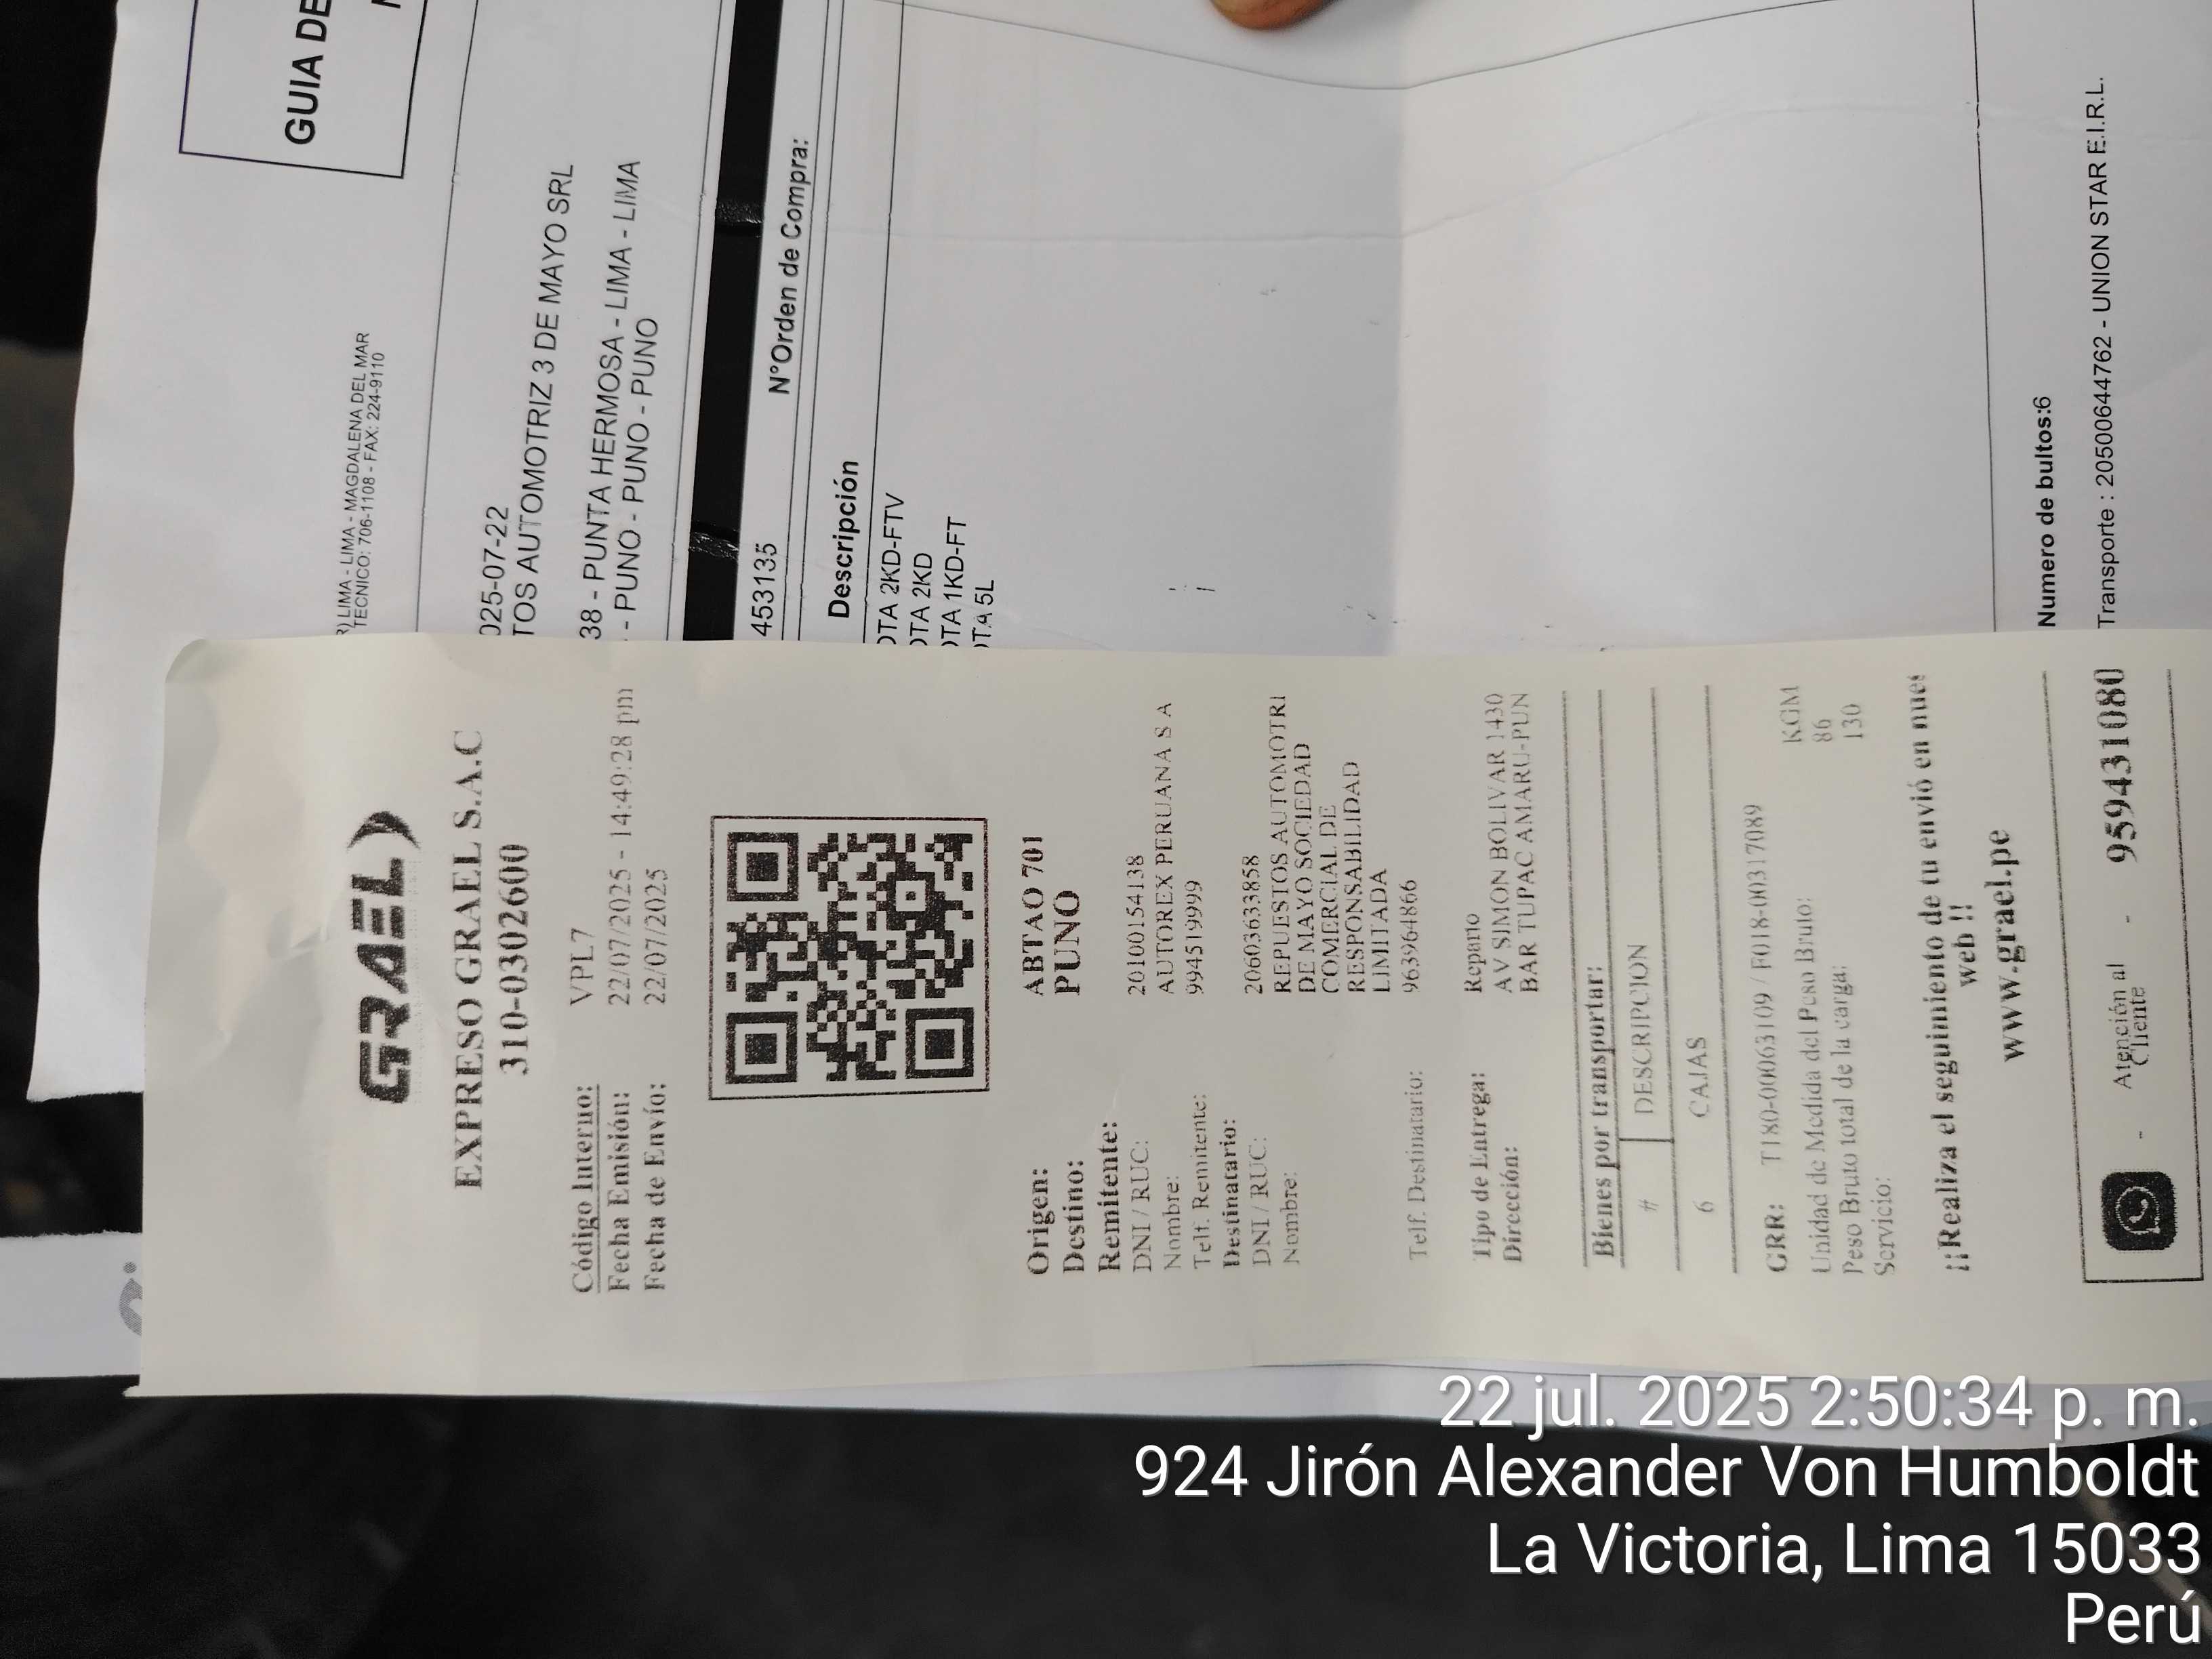 GUIA DE
R) LIMA - LIMA - MAGDALENA DEL MAR
TECNICO: 706-1108 - FAX: 224-9110
025-07-22
TOS AUTOMOTRIZ 3 DE MAYO SRL
38 - PUNTA HERMOSA - LIMA - LIMA
- PUNO - PUNO - PUNO - PUNO
453135 N°Orden de Compra:
Descripción
OTA 2KD-FTV
OTA 2KD
OTA 1KD-FT
OTA 5L
Numero de bultos:6
Transporte : 20500644762 - UNION STAR E.I.R.L.
GRAEL
EXPRESO GRAEL S.A.C
310-0302600
Código Interno: VPL7
Fecha Emisión: 22/07/2025 - 14:49:28 pm
Fecha de Envío: 22/07/2025
Origen: ABTAO 701
Destino: PUNO
Remitente:
DNI / RUC: 20100154138
Nombre: AUTOREX PERUANA S A
Telf. Remitente: 994519999
Destinatario:
DNI / RUC: 20603633858
Nombre: REPUESTOS AUTOMOTRI
DE MAYO SOCIEDAD
COMERCIAL DE
RESPONSABILIDAD
LIMITADA
Telf. Destinatario: 963964866
Tipo de Entrega: Reparto
Dirección: AV SIMON BOLIVAR 1430
BAR TUPAC AMARU-PUN
Bienes por transportar:
# DESCRIPCION
6 CAJAS
GRR: T180-00063109 / F018-00317089
Unidad de Medida del Peso Bruto: KGM
Peso Bruto total de la carga: 86
Servicio: 130
¡¡Realiza el seguimiento de tu envió en nues
web !!
www.grael.pe
Atención al
Cliente
- - 959431080
22 jul. 2025 2:50:34 p. m.
924 Jirón Alexander Von Humboldt
La Victoria, Lima 15033
Perú